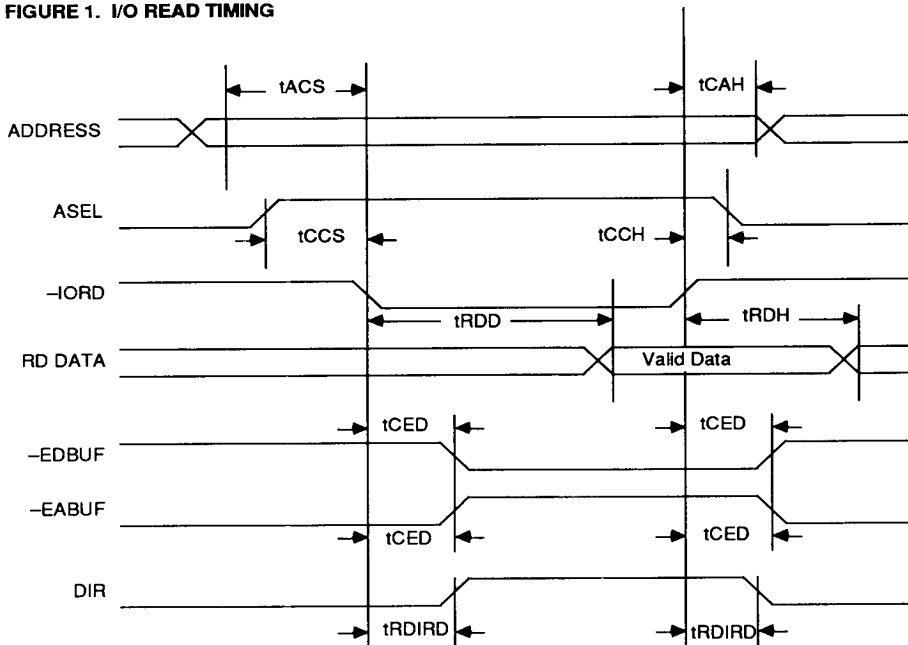 FIGURE 1. I/O READ TIMING
tACS
tCAH
ADDRESS
ASEL
tCCS
tCCH
–IORD
tRDD
tRDH
RD DATA
Valid Data
tCED
tCED
–EDBUF
–EABUF
tCED
tCED
DIR
tRDIRD
tRDIRD